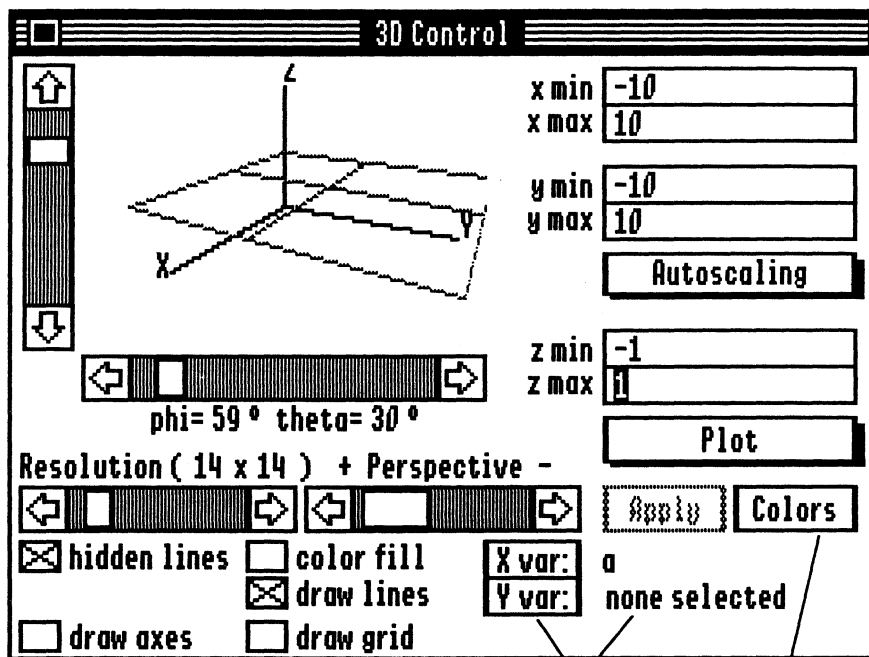 3D Control
Z
X
Y
x min -10
x max 10
y min -10
y max 10
Autoscaling
z min -1
z max 1
phi= 59 ° theta= 30 °
Plot
Resolution ( 14 x 14 ) + Perspective -
Apply
Colors
hidden lines
color fill
X var: a
draw lines
Y var: none selected
draw axes
draw grid